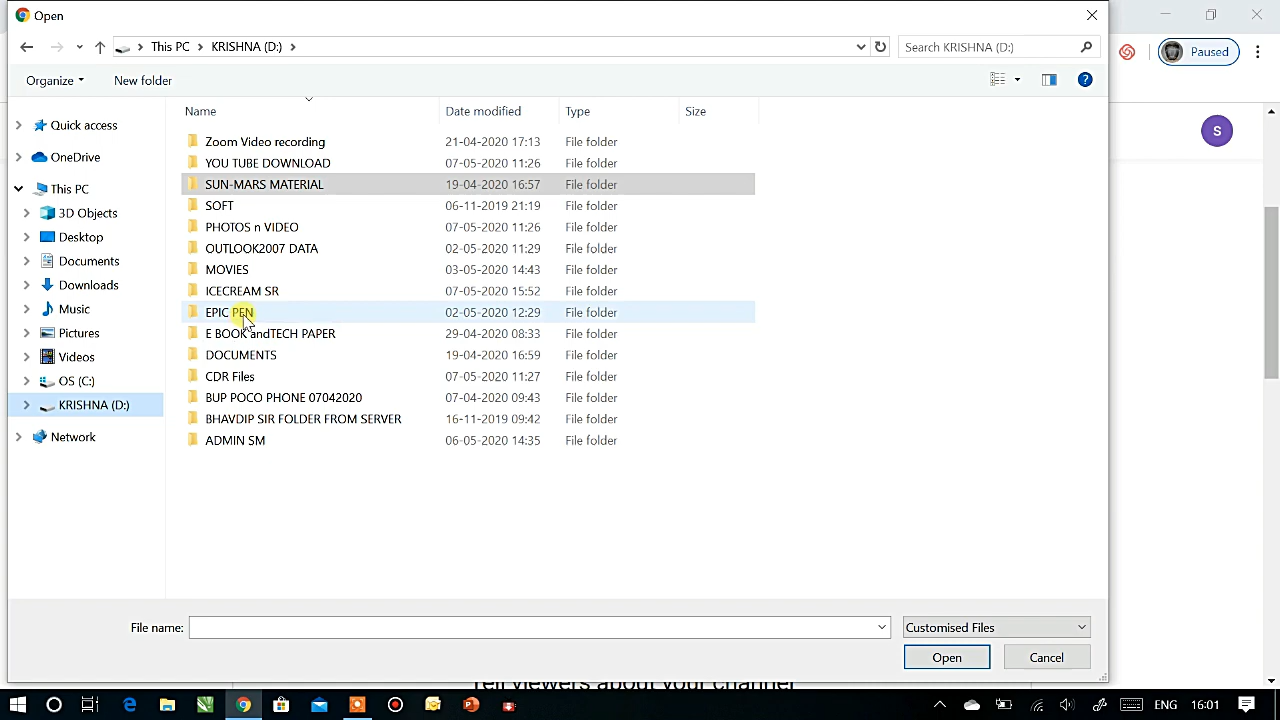 Open
This PC > KRISHNA (D:) >
Search KRISHNA (D:)
Paused
Organize
New folder
?
S
Name
Date modified
Type
Size
Quick access
OneDrive
This PC
3D Objects
Desktop
Documents
Downloads
Music
Pictures
Videos
OS (C:)
KRISHNA (D:)
Network
Zoom Video recording 21-04-2020 17:13 File folder
YOU TUBE DOWNLOAD 07-05-2020 11:26 File folder
SUN-MARS MATERIAL 19-04-2020 16:57 File folder
SOFT 06-11-2019 21:19 File folder
PHOTOS n VIDEO 07-05-2020 11:26 File folder
OUTLOOK2007 DATA 02-05-2020 11:29 File folder
MOVIES 03-05-2020 14:43 File folder
ICECREAM SR 07-05-2020 15:52 File folder
EPIC PEN 02-05-2020 12:29 File folder
E BOOK andTECH PAPER 29-04-2020 08:33 File folder
DOCUMENTS 19-04-2020 16:59 File folder
CDR Files 07-05-2020 11:27 File folder
BUP POCO PHONE 07042020 07-04-2020 09:43 File folder
BHAVDIP SIR FOLDER FROM SERVER 16-11-2019 09:42 File folder
ADMIN SM 06-05-2020 14:35 File folder
File name:
Customised Files
Open
Cancel
Tell viewers about your channel
ENG
16:01